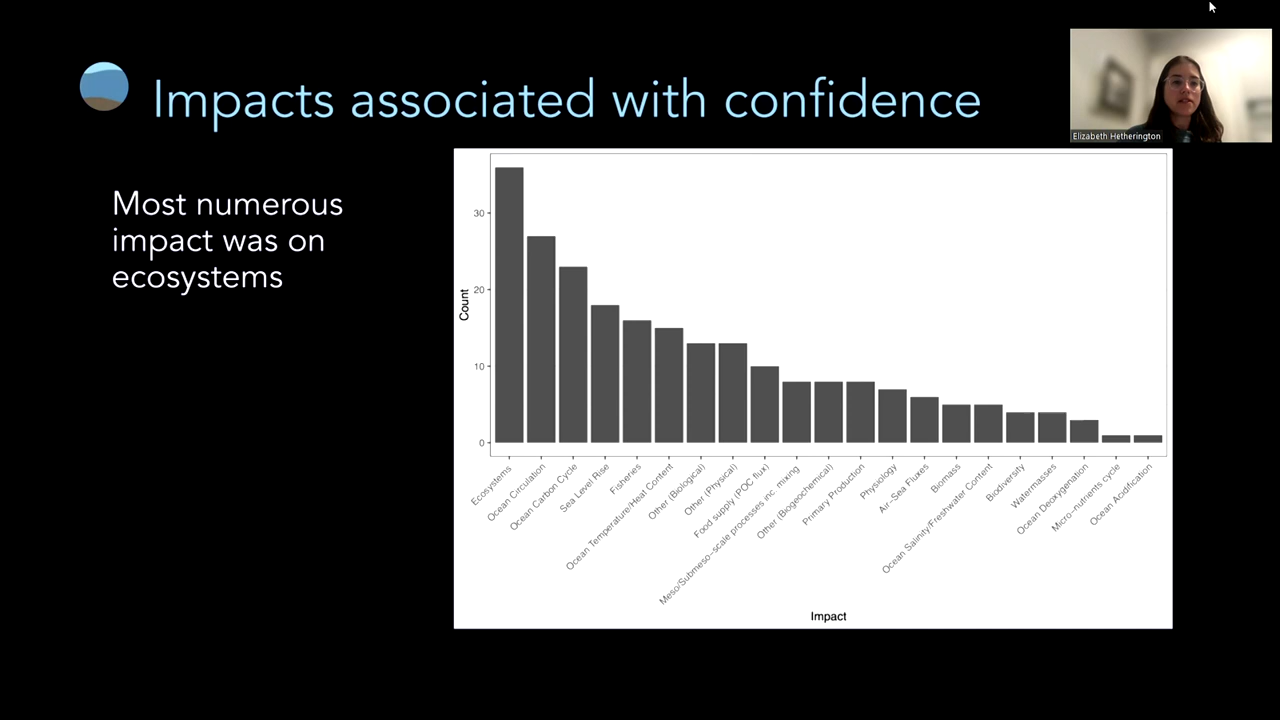 Impacts associated with confidence
Elizabeth Hetherington
Most numerous
impact was on
ecosystems
Count
30
20
10
0
Ecosystems
Ocean Circulation
Ocean Carbon Cycle
Sea Level Rise
Fisheries
Ocean Temperature/Heat Content
Other (Biological)
Other (Physical)
Food supply (POC flux)
Meso/Submeso-scale processes inc. mixing
Other (Biogeochemical)
Primary Production
Physiology
Air-Sea Fluxes
Biomass
Ocean Salinity/Freshwater Content
Biodiversity
Watermasses
Ocean Deoxygenation
Micro-nutrients cycle
Ocean Acidification
Impact